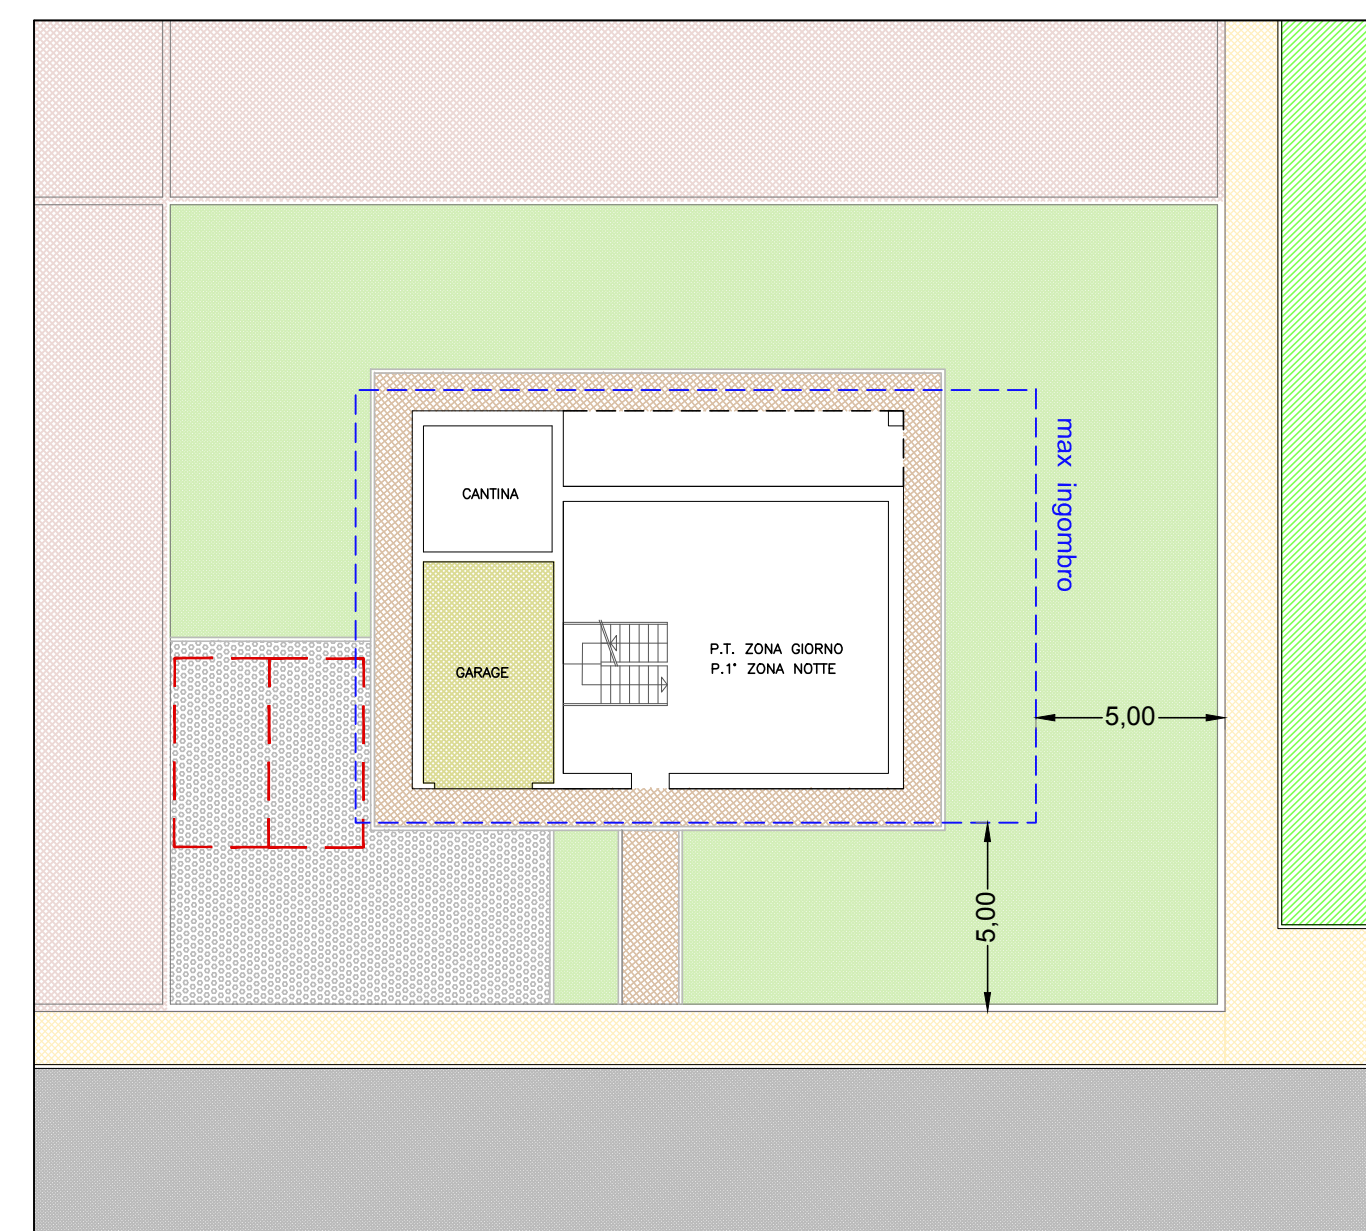 max ingombro
CANTINA
P.T. ZONA GIORNO
P.1° ZONA NOTTE
GARAGE
5,00
5,00